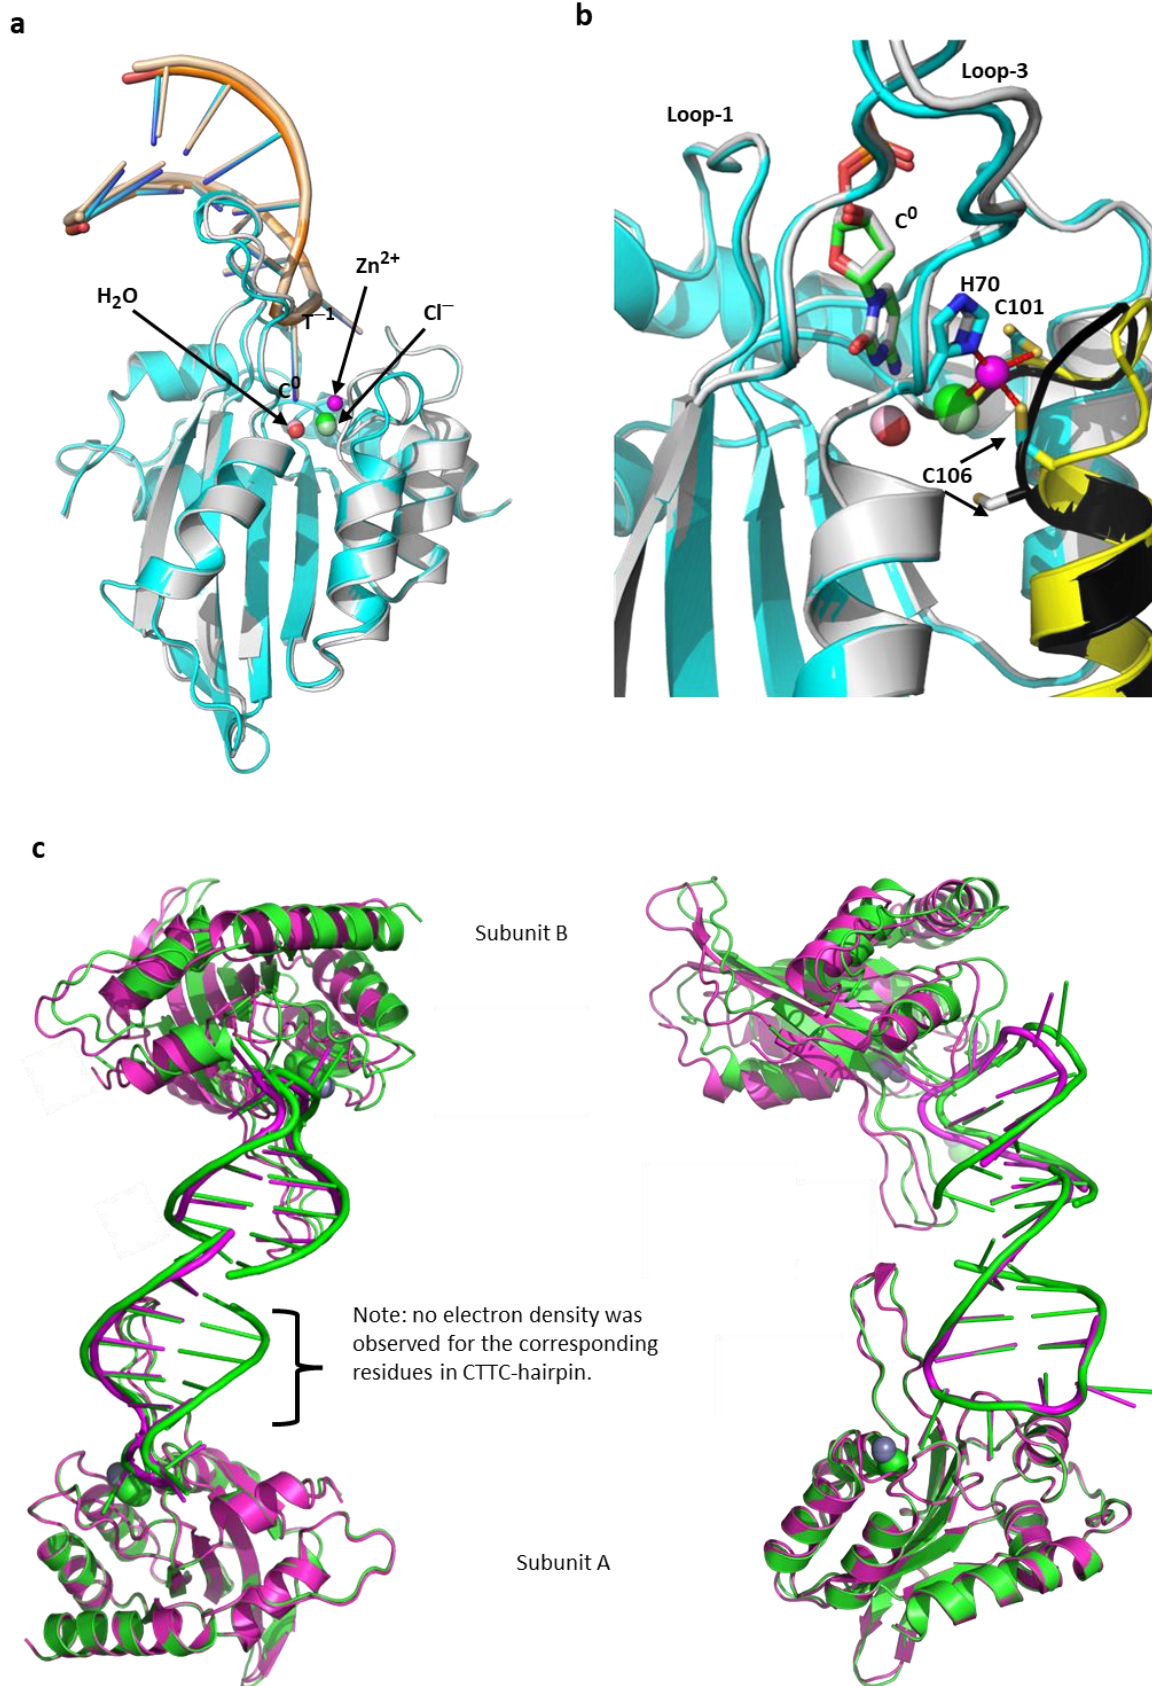 a
Zn²⁺
H₂O
Cl⁻
T⁻¹
C⁰
b
Loop-3
Loop-1
C⁰
H70
C101
C106
c
Subunit B
Note: no electron density was
observed for the corresponding
residues in CTTC-hairpin.
Subunit A